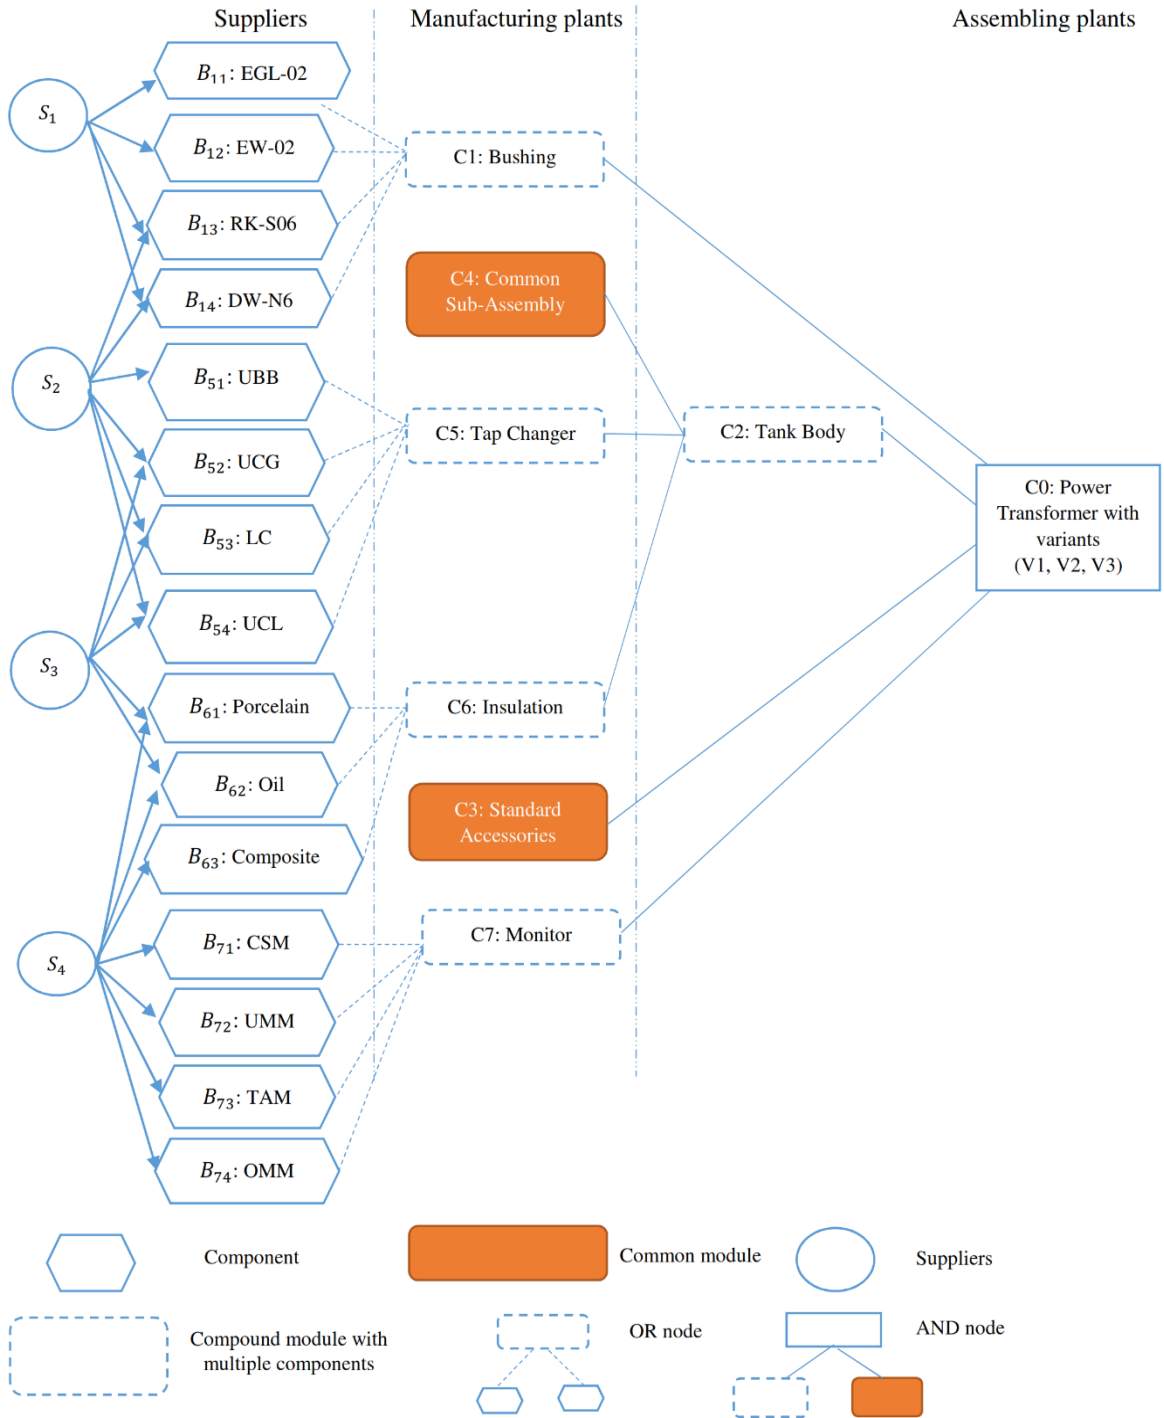 Suppliers
Manufacturing plants
Assembling plants
S1
B11: EGL-02
B12: EW-02
B13: RK-S06
B14: DW-N6
C1: Bushing
C4: Common
Sub-Assembly
S2
B51: UBB
B52: UCG
B53: LC
B54: UCL
C5: Tap Changer
C2: Tank Body
C0: Power
Transformer with
variants
(V1, V2, V3)
S3
B61: Porcelain
B62: Oil
B63: Composite
C6: Insulation
C3: Standard
Accessories
S4
B71: CSM
B72: UMM
B73: TAM
B74: OMM
C7: Monitor
Component
Common module
Suppliers
Compound module with
multiple components
OR node
AND node